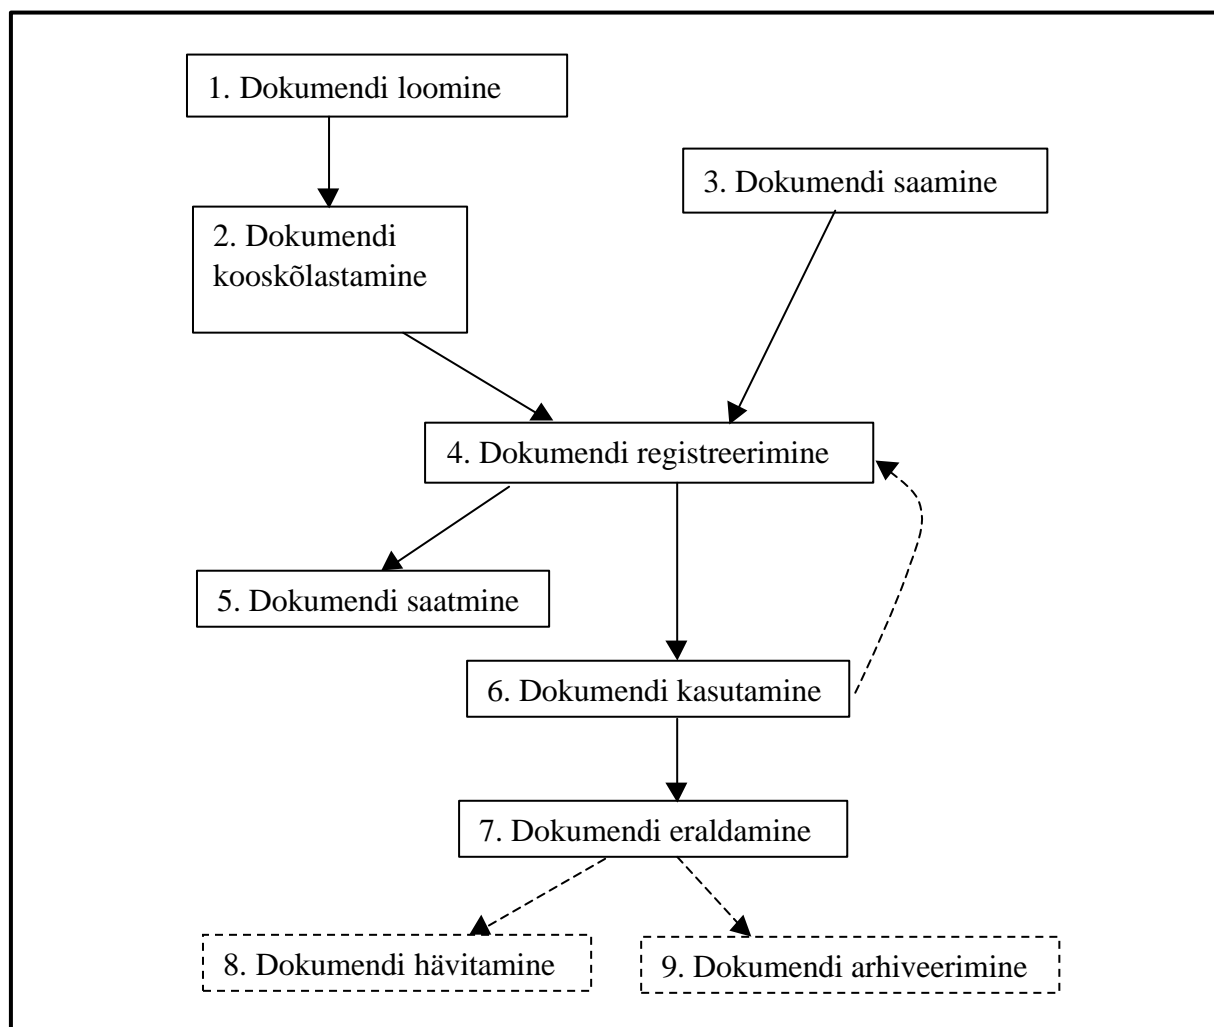 1. Dokumendi loomine
3. Dokumendi saamine
2. Dokumendi
kooskõlastamine
4. Dokumendi registreerimine
5. Dokumendi saatmine
6. Dokumendi kasutamine
7. Dokumendi eraldamine
8. Dokumendi hävitamine
9. Dokumendi arhiveerimine